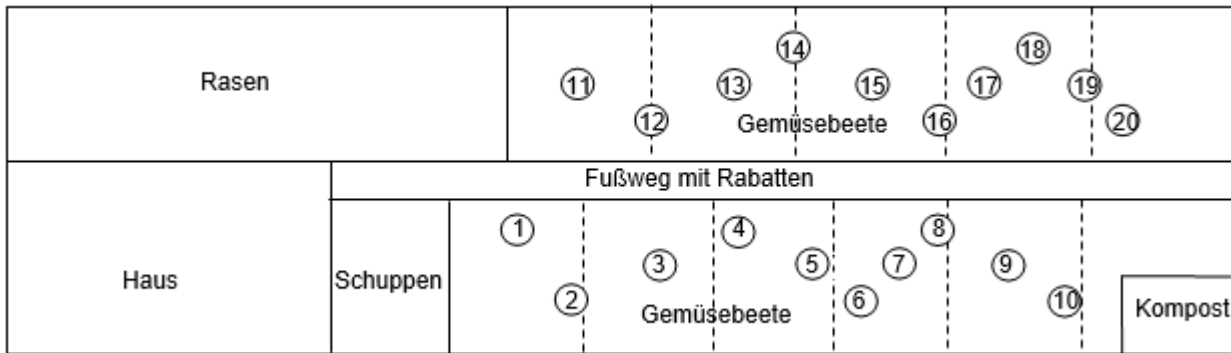 14
18
Rasen
11
13
15
17
19
12
Gemüsebeete
16
20
Fußweg mit Rabatten
1
4
8
3
5
7
9
Haus
Schuppen
2
6
10
Gemüsebeete
Kompost